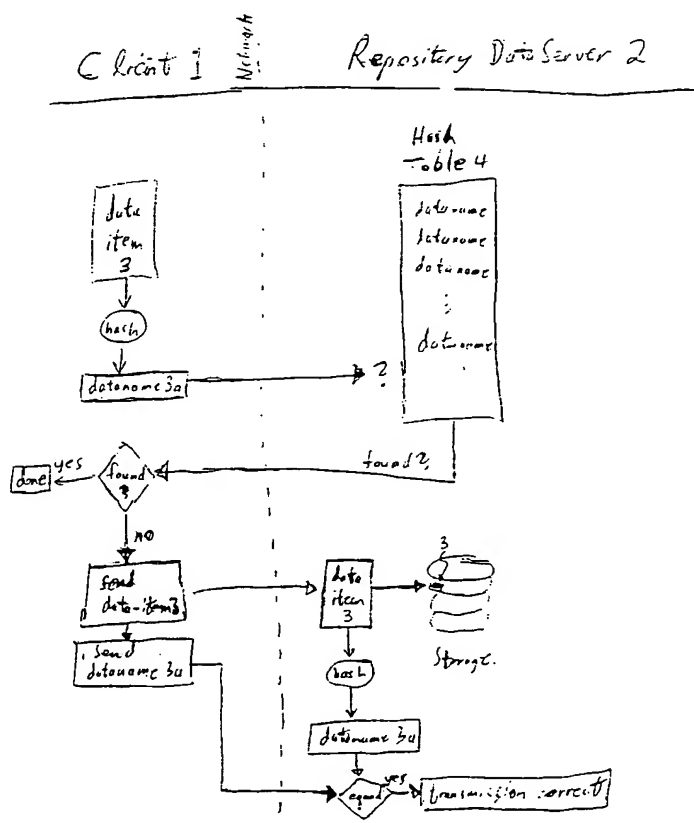 Client 1
Network
Repository Data Server 2
Hash
Table 4
data
item
3
dataname
dataname
dataname
dataname
hash
dataname 3a
?
found?
yes
done
found
?
no
send
data-item 3
data
item
3
3
Storage.
send
dataname 3a
hash
dataname 3a
equal
yes
transmission correct